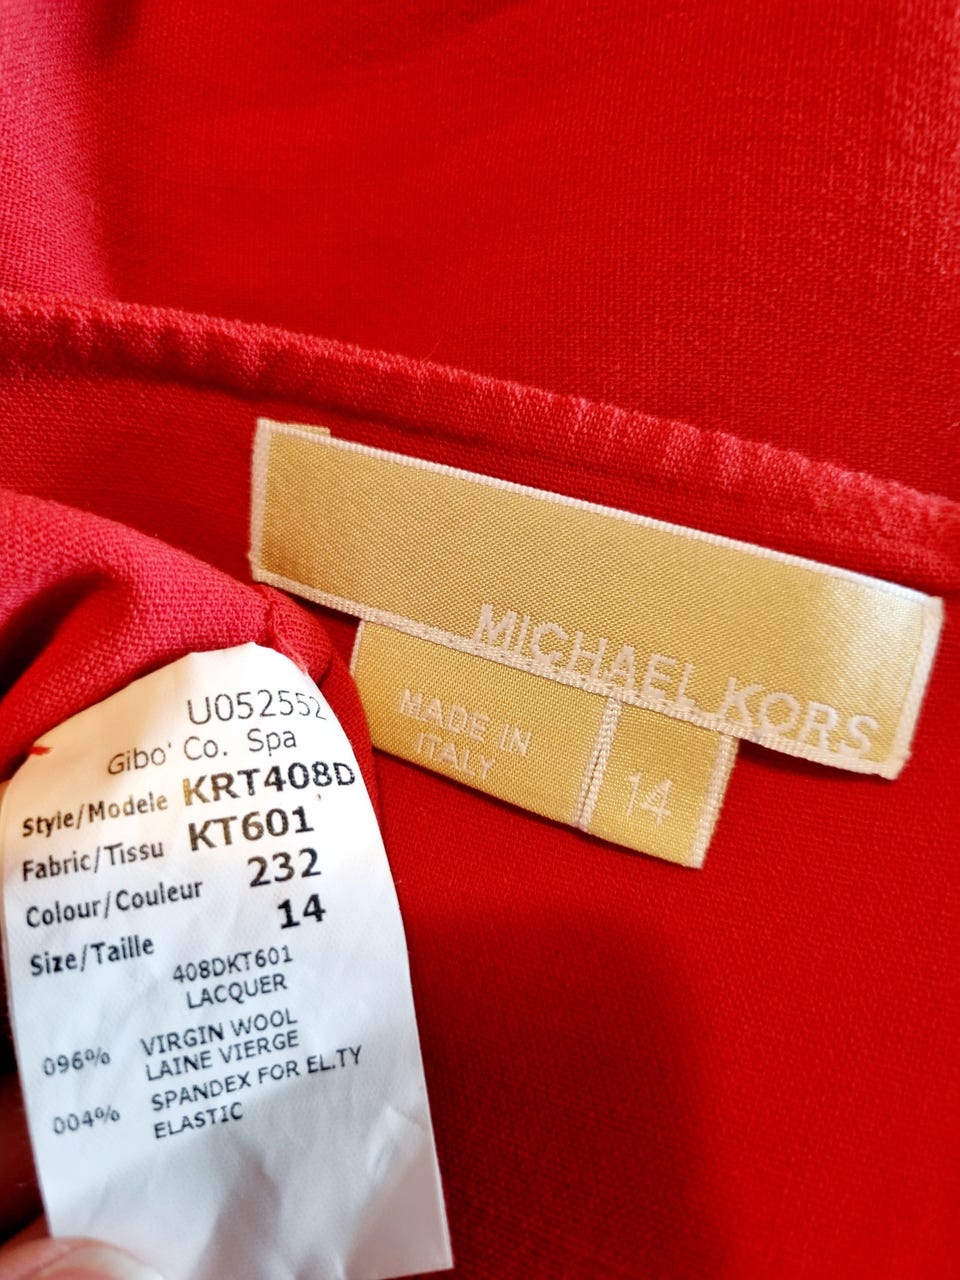 MICHAEL KORS
MADE IN
ITALY
14
U052552
Gibo' Co. Spa
Style/Modele KRT408D
Fabric/Tissu KT601
Colour/Couleur 232
Size/Taille 14
408DKT601
LACQUER
096% VIRGIN WOOL
LAINE VIERGE
004% SPANDEX FOR EL.TY
ELASTIC